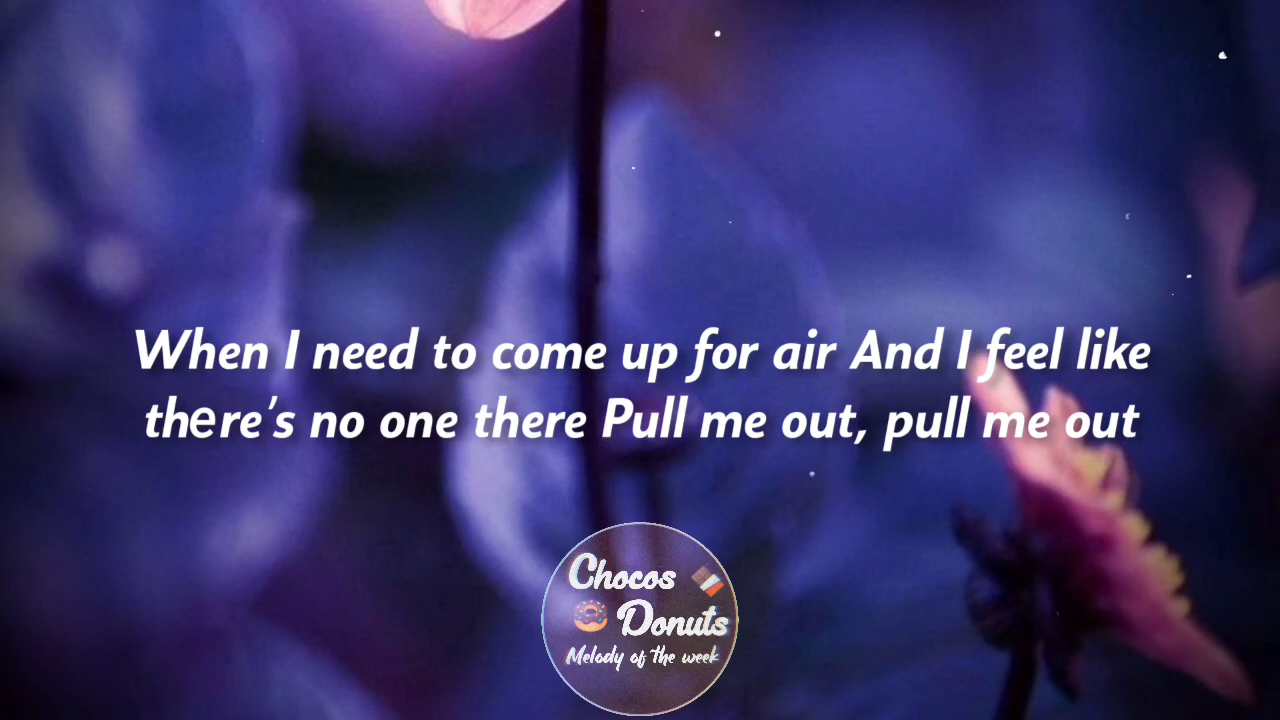 When I need to come up for air And I feel like
there's no one there Pull me out, pull me out
Chocos
Donuts
Melody of the week